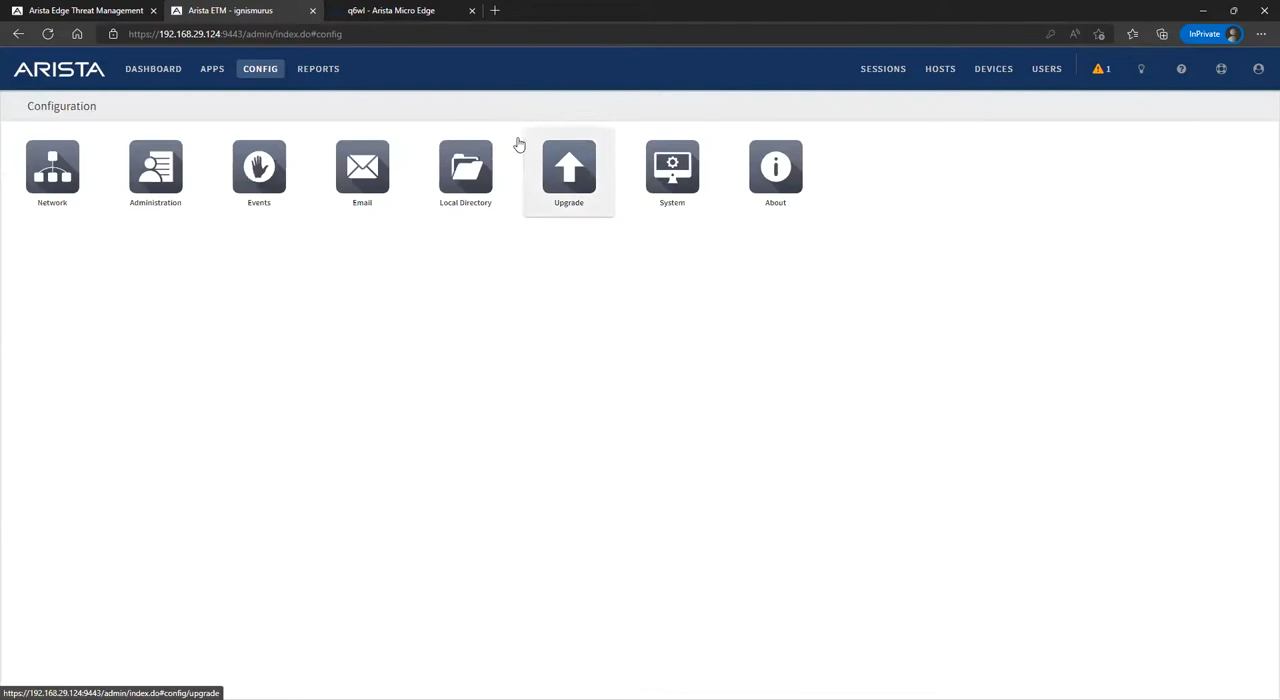 Arista Edge Threat Management
Arista ETM - ignismurus
q6wl - Arista Micro Edge
https://192.168.29.124:9443/admin/index.do#config
InPrivate
ARISTA
DASHBOARD
APPS
CONFIG
REPORTS
SESSIONS
HOSTS
DEVICES
USERS
1
Configuration
Network
Administration
Events
Email
Local Directory
Upgrade
System
About
https://192.168.29.124:9443/admin/index.do#config/upgrade